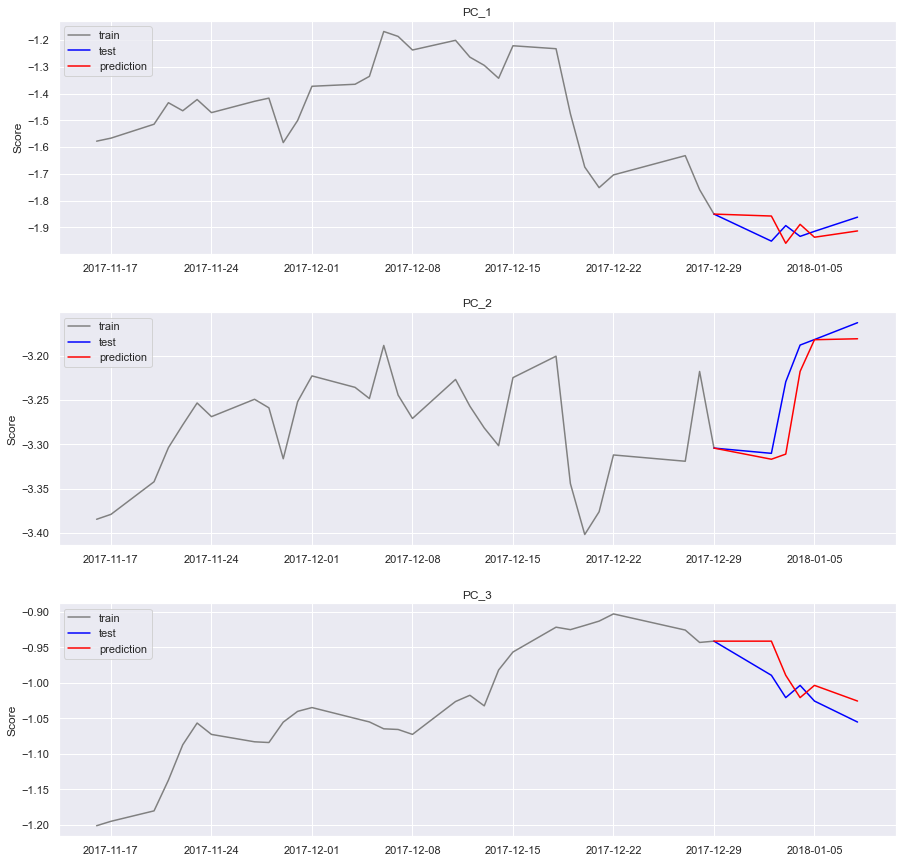 PC_1
train
test
prediction
Score
−1.2
−1.3
−1.4
−1.5
−1.6
−1.7
−1.8
−1.9
2017-11-17 2017-11-24 2017-12-01 2017-12-08 2017-12-15 2017-12-22 2017-12-29 2018-01-05
PC_2
train
test
prediction
Score
−3.20
−3.25
−3.30
−3.35
−3.40
2017-11-17 2017-11-24 2017-12-01 2017-12-08 2017-12-15 2017-12-22 2017-12-29 2018-01-05
PC_3
train
test
prediction
Score
−0.90
−0.95
−1.00
−1.05
−1.10
−1.15
−1.20
2017-11-17 2017-11-24 2017-12-01 2017-12-08 2017-12-15 2017-12-22 2017-12-29 2018-01-05